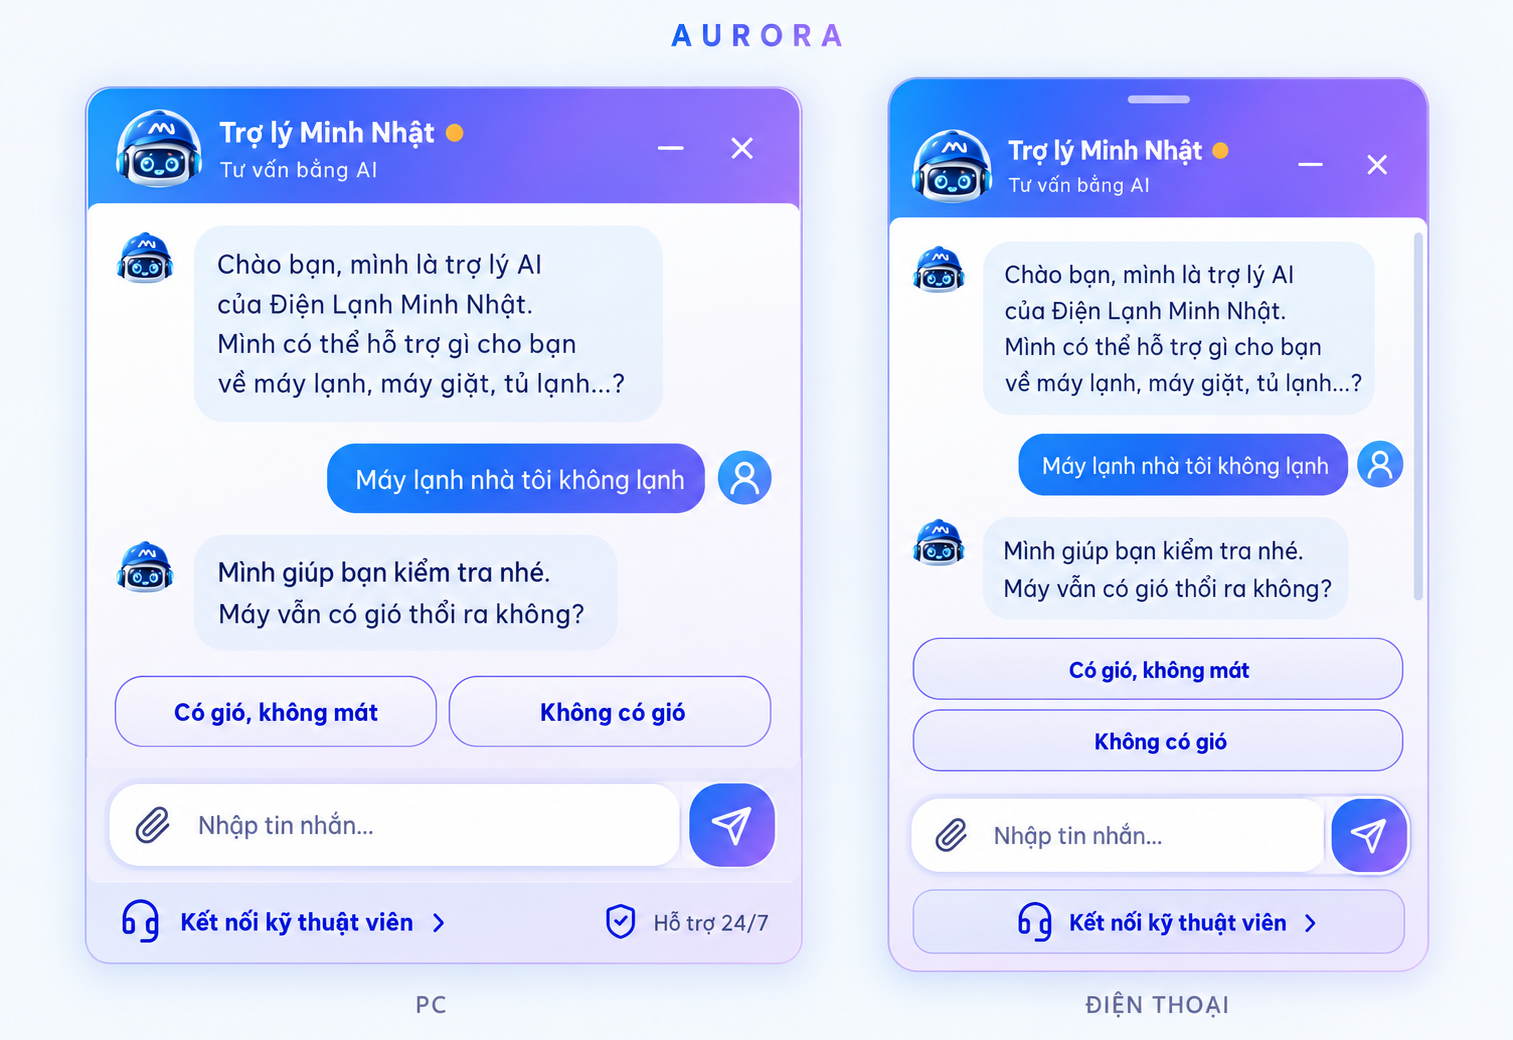 AURORA
Trợ lý Minh Nhật
Tư vấn bằng AI
Chào bạn, mình là trợ lý AI
của Điện Lạnh Minh Nhật.
Mình có thể hỗ trợ gì cho bạn
về máy lạnh, máy giặt, tủ lạnh...?
Máy lạnh nhà tôi không lạnh
Mình giúp bạn kiểm tra nhé.
Máy vẫn có gió thổi ra không?
Có gió, không mát
Không có gió
Nhập tin nhắn...
Kết nối kỹ thuật viên
Hỗ trợ 24/7
PC
Trợ lý Minh Nhật
Tư vấn bằng AI
Chào bạn, mình là trợ lý AI
của Điện Lạnh Minh Nhật.
Mình có thể hỗ trợ gì cho bạn
về máy lạnh, máy giặt, tủ lạnh...?
Máy lạnh nhà tôi không lạnh
Mình giúp bạn kiểm tra nhé.
Máy vẫn có gió thổi ra không?
Có gió, không mát
Không có gió
Nhập tin nhắn...
Kết nối kỹ thuật viên
ĐIỆN THOẠI